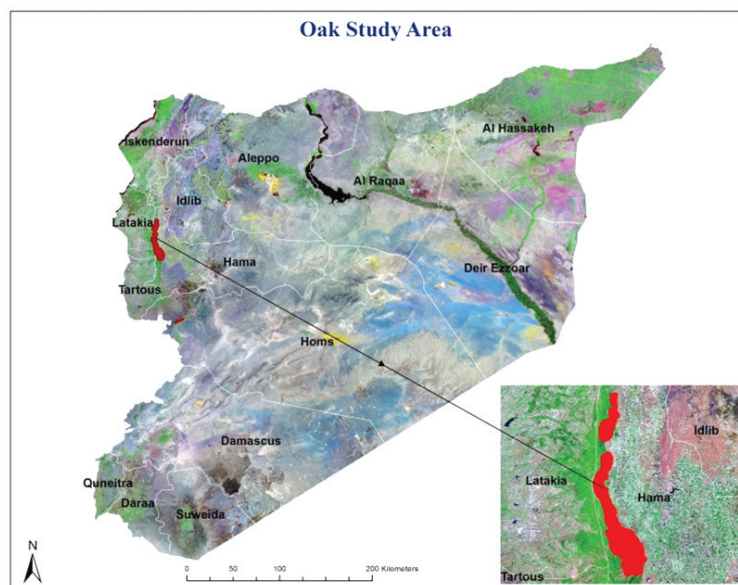 Oak Study Area
Iskenderun
Al Hassakeh
Aleppo
Al Raqaa
Idlib
Latakia
Hama
Deir Ezzoar
Tartous
Homs
Damascus
Quneitra
Daraa
Suweida
Idlib
Latakia
Hama
Tartous
N
0 50 100 200 Kilometers